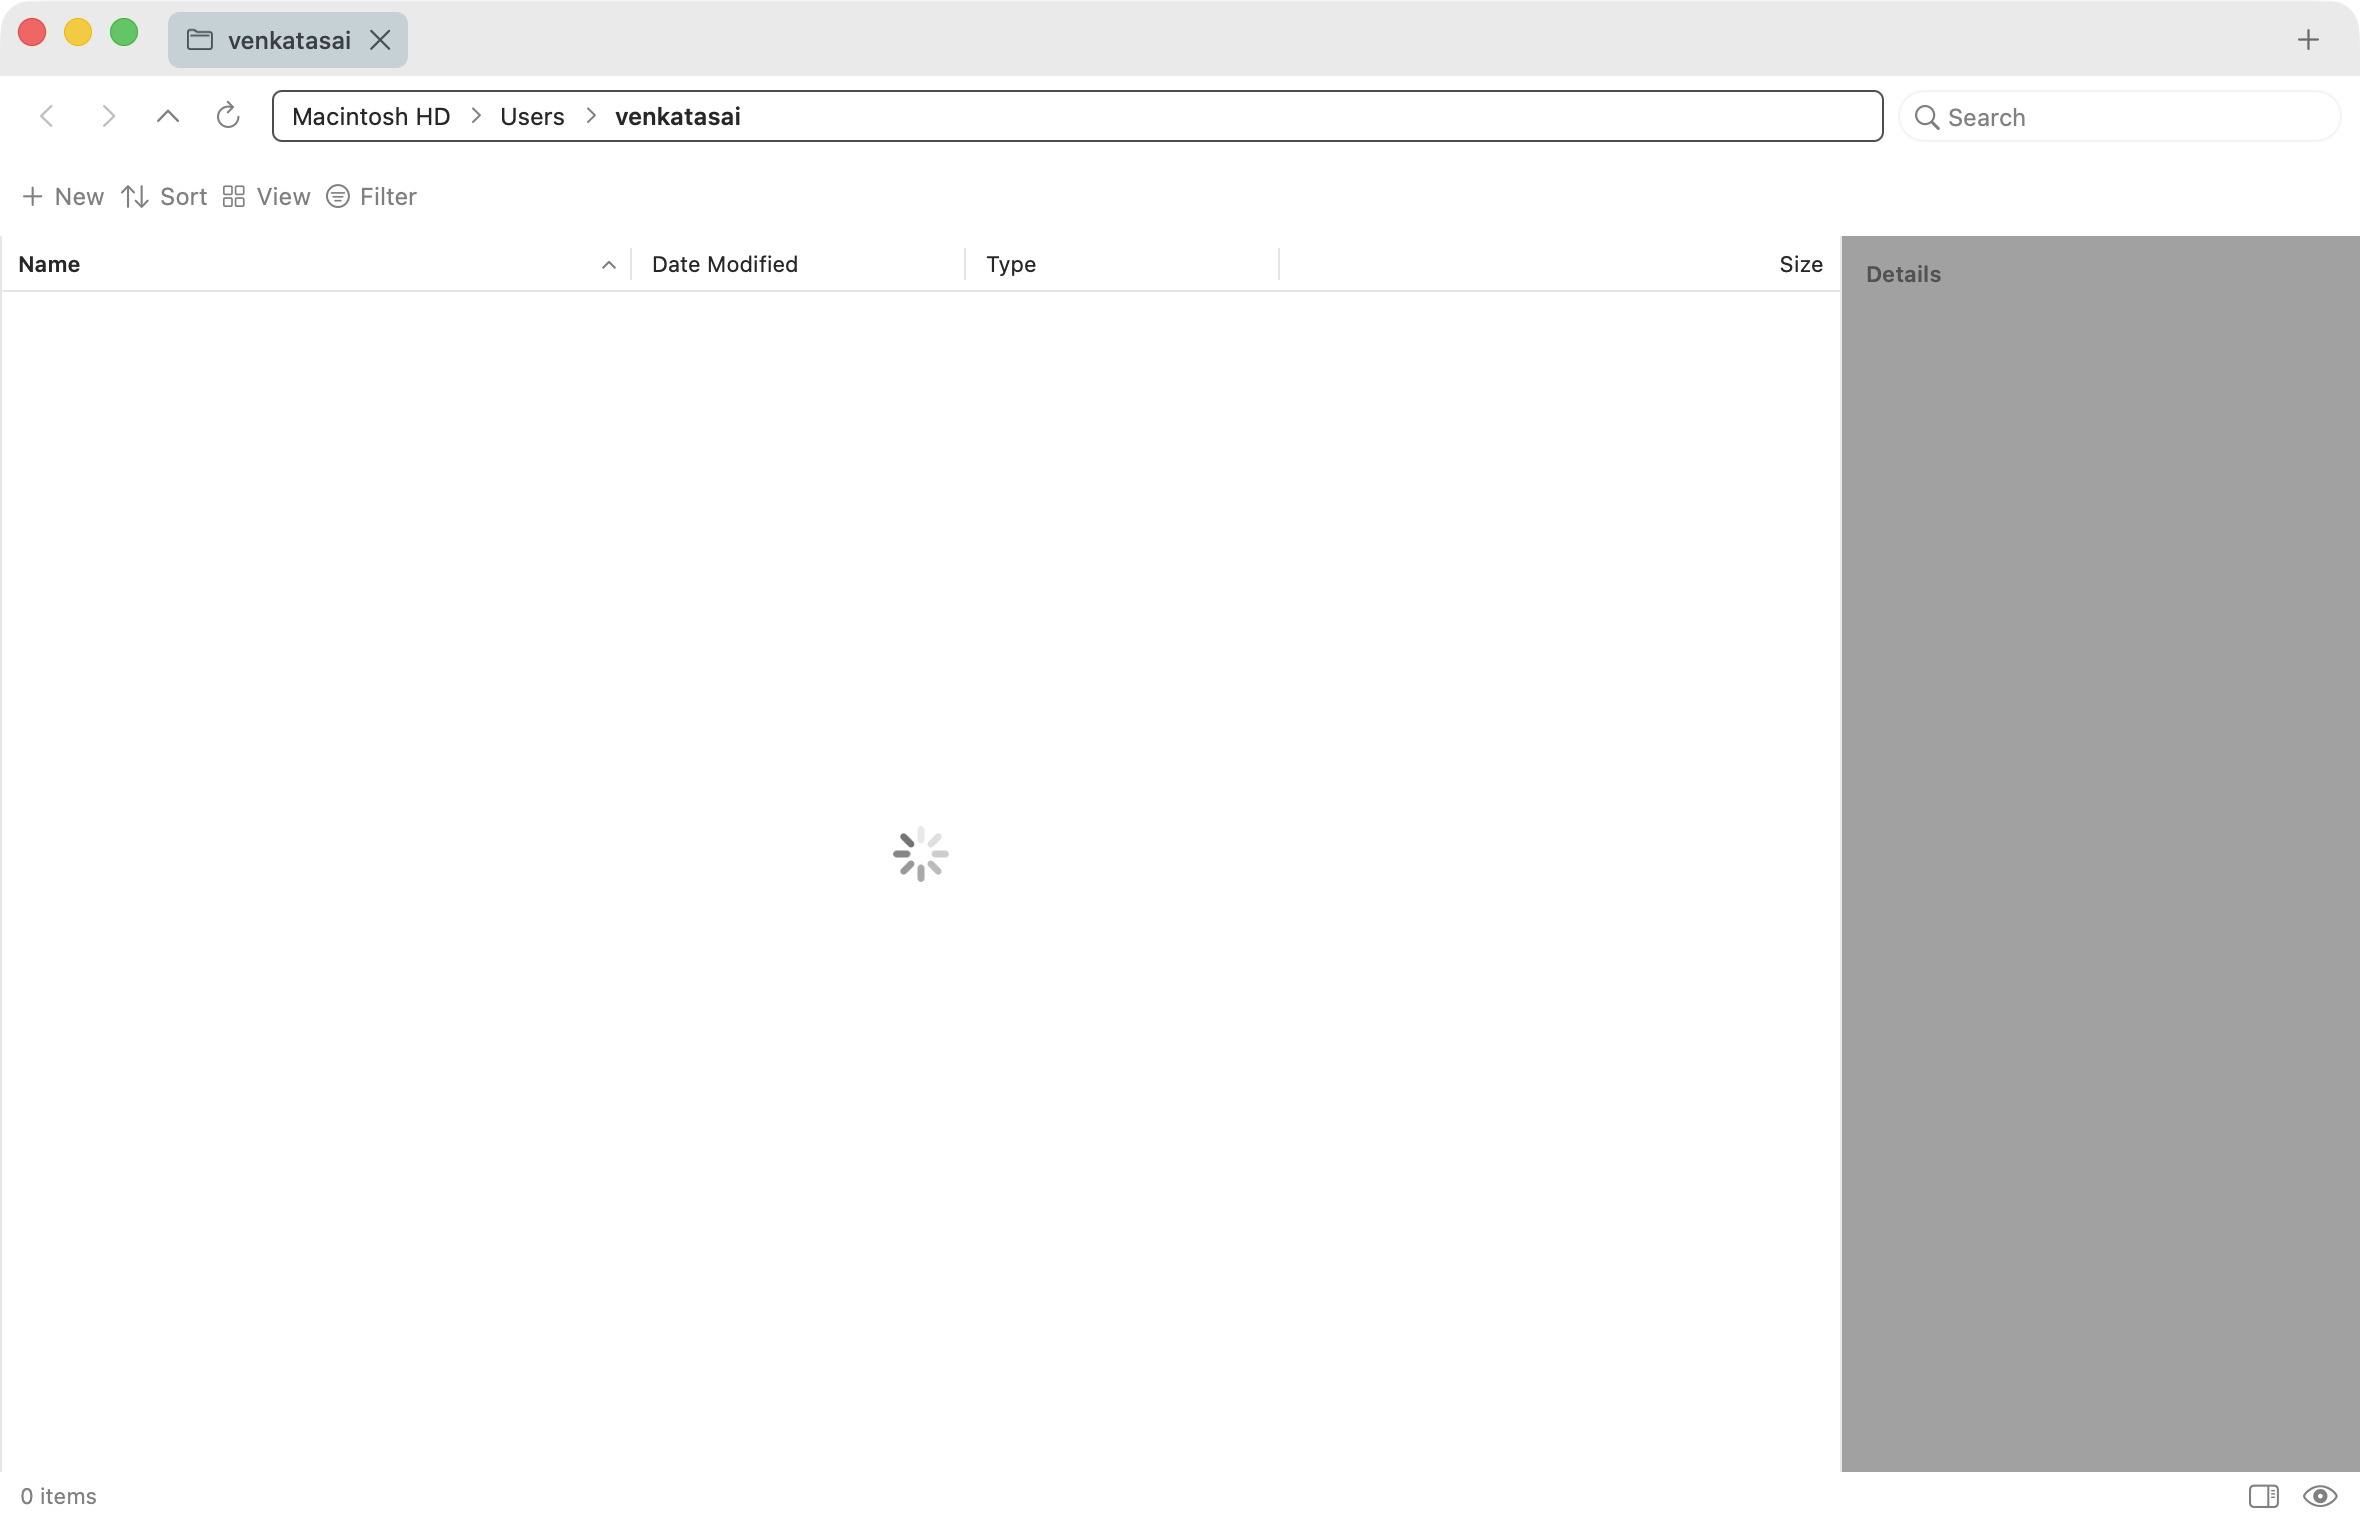 venkatasai
Macintosh HD > Users > venkatasai
Search
New Sort View Filter
Name Date Modified Type Size
Details
0 items